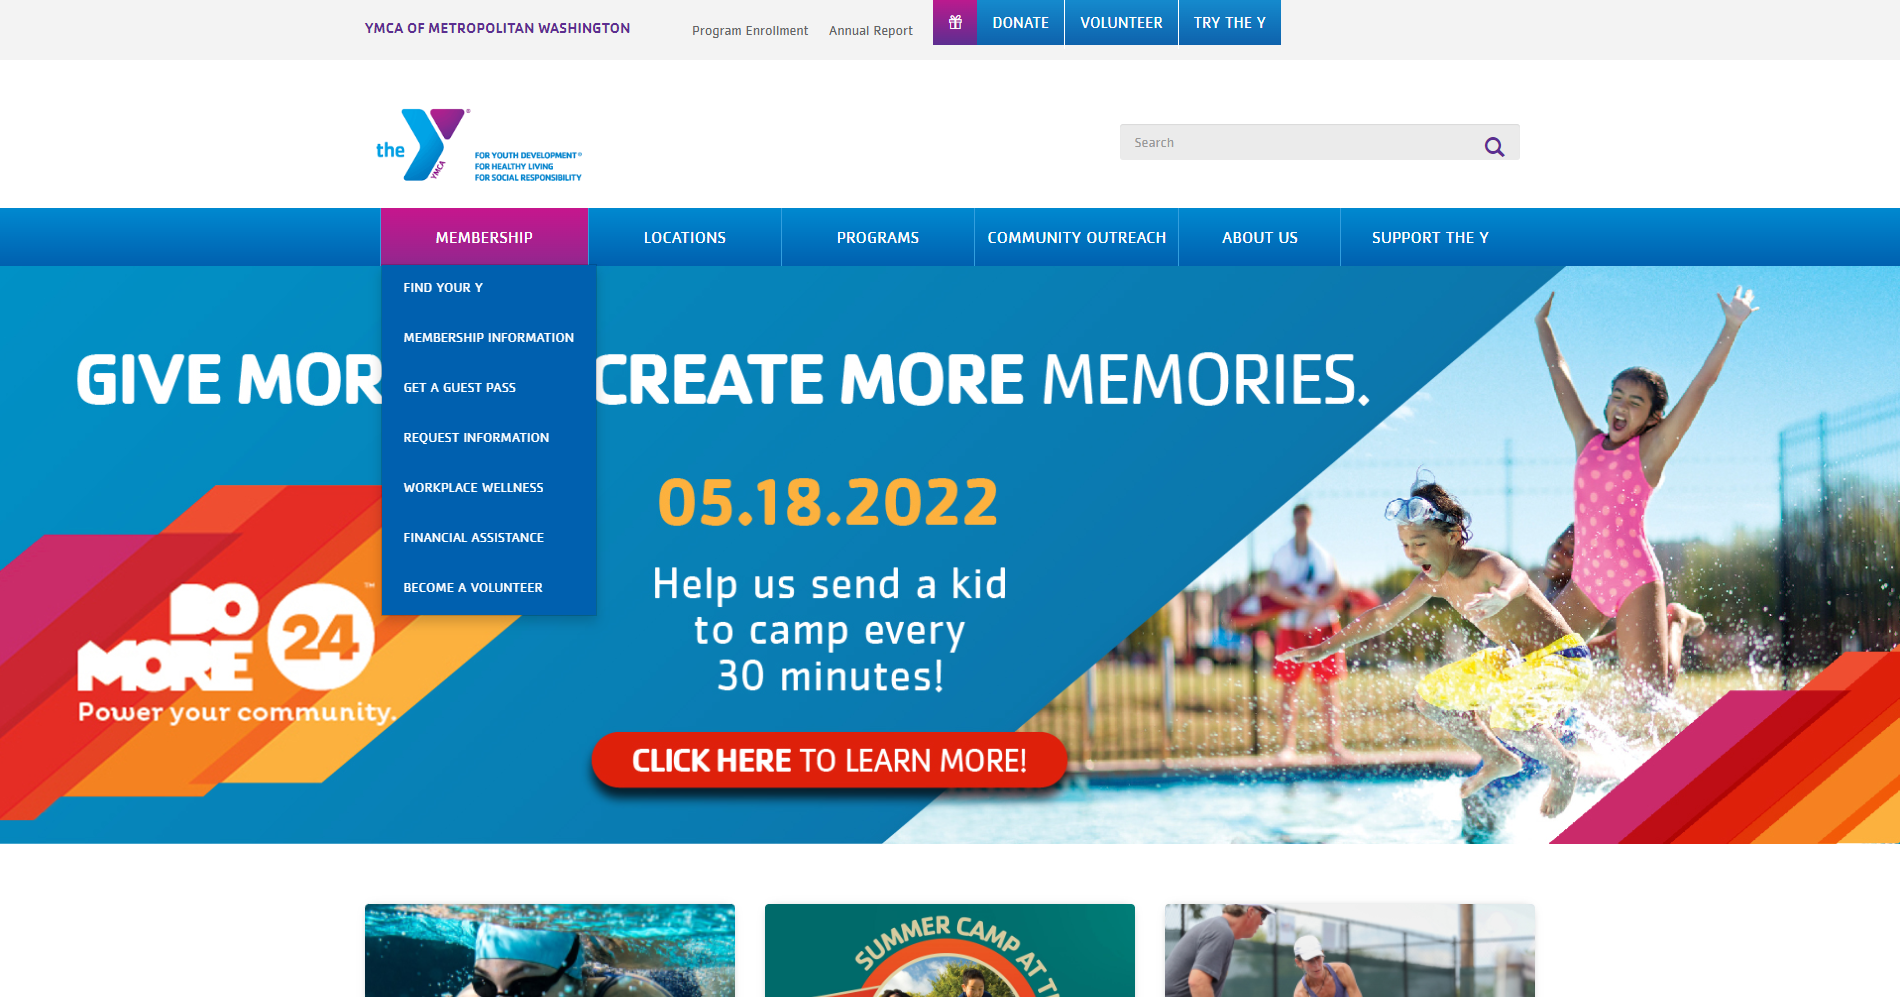 YMCA OF METROPOLITAN WASHINGTON
Program Enrollment
Annual Report
DONATE
VOLUNTEER
TRY THE Y
the
YMCA
®
FOR YOUTH DEVELOPMENT®
FOR HEALTHY LIVING
FOR SOCIAL RESPONSIBILITY
Search
MEMBERSHIP
LOCATIONS
PROGRAMS
COMMUNITY OUTREACH
ABOUT US
SUPPORT THE Y
FIND YOUR Y
MEMBERSHIP INFORMATION
GET A GUEST PASS
REQUEST INFORMATION
WORKPLACE WELLNESS
FINANCIAL ASSISTANCE
BECOME A VOLUNTEER
GIVE MOR CREATE MORE MEMORIES.
05.18.2022
Help us send a kid
to camp every
30 minutes!
CLICK HERE TO LEARN MORE!
DO
MORE 24™
Power your community.
SUMMER CAMP AT T